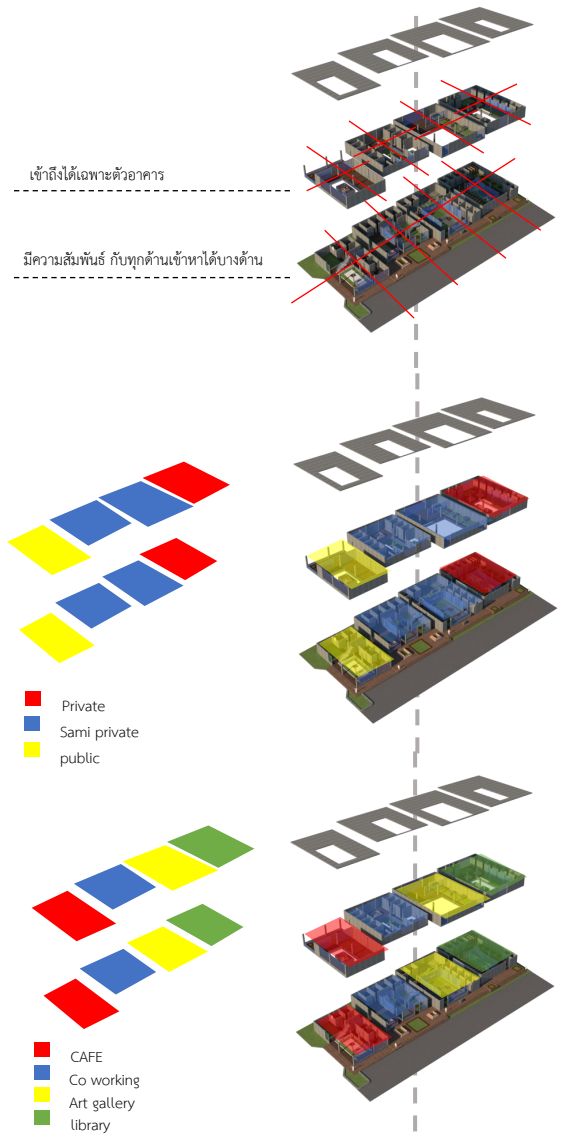 เข้าถึงได้เฉพาะตัวอาคาร
มีความสัมพันธ์ กับทุกด้านเข้าหาได้บางด้าน
Private
Sami private
public
CAFE
Co working
Art gallery
library